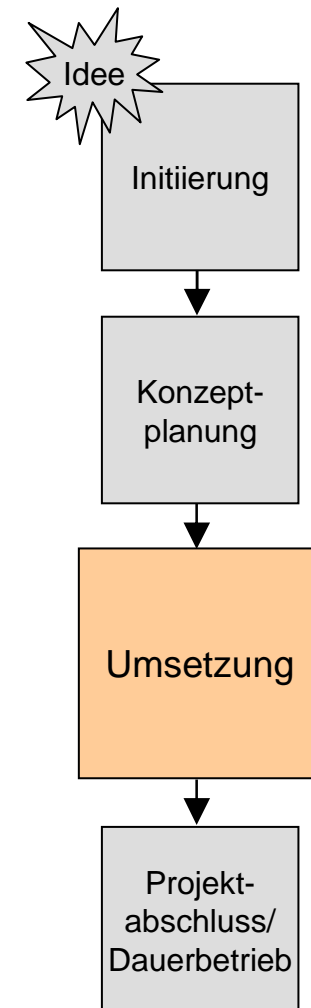 Idee
Initiierung
Konzept-
planung
Umsetzung
Projekt-
abschluss/
Dauerbetrieb